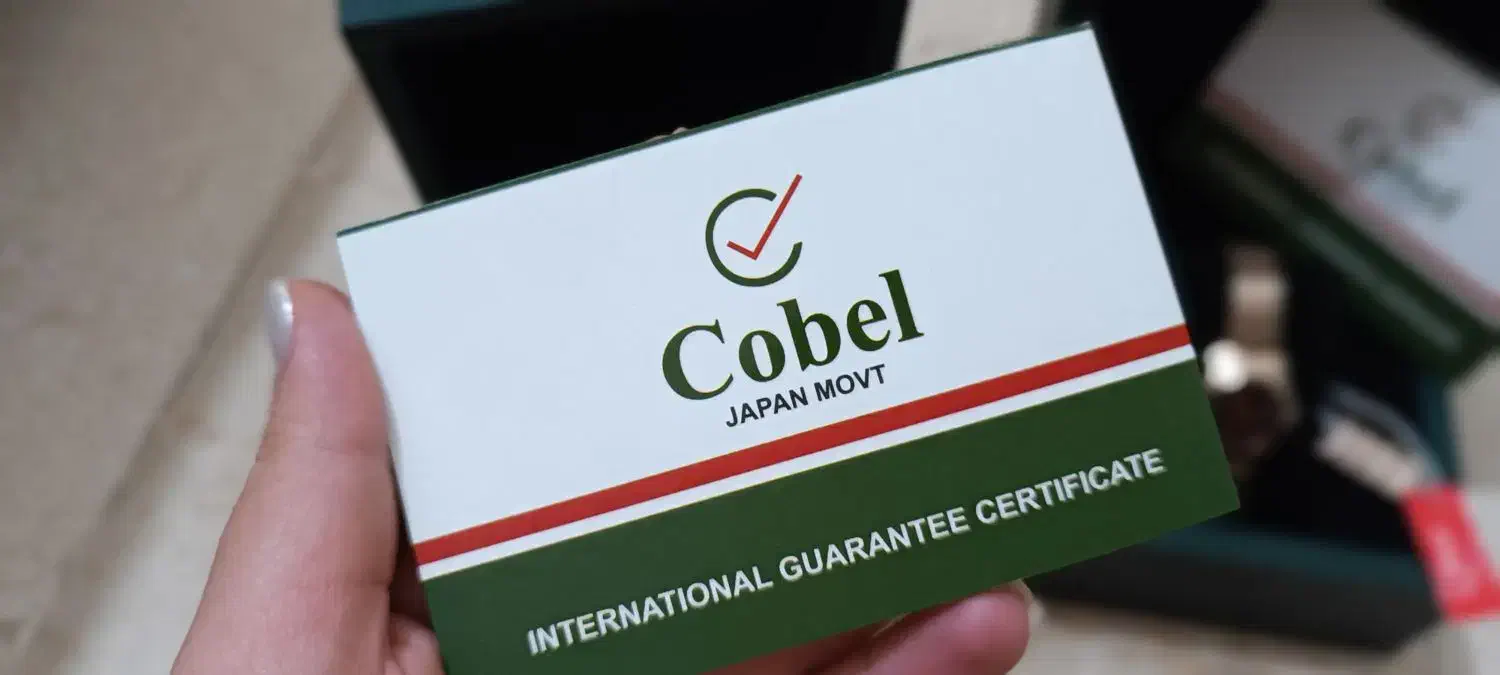 Cobel
JAPAN MOVT
INTERNATIONAL GUARANTEE CERTIFICATE